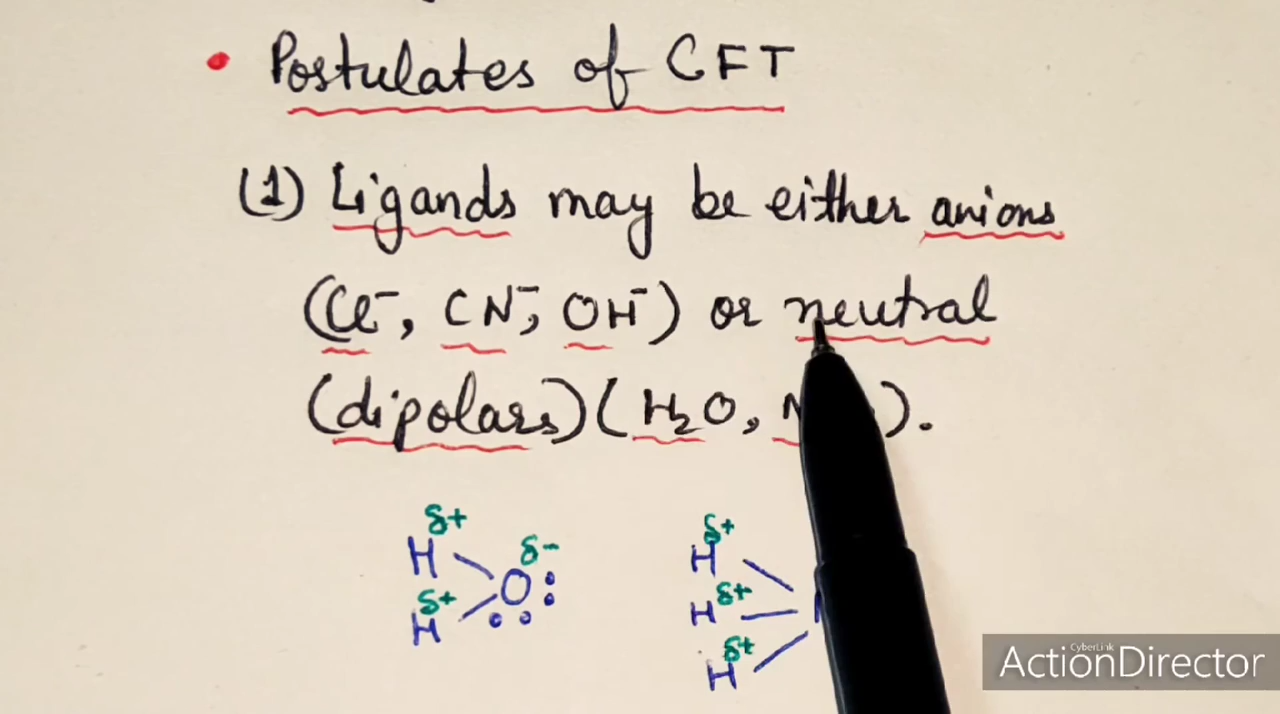 • Postulates of CFT
(1) Ligands may be either anions
(Cl⁻, CN⁻, OH⁻) or neutral
(dipolars) (H₂O, ).
δ+ H δ+ H O δ-
δ+ H δ+ H δ+ H
CyberLink
ActionDirector